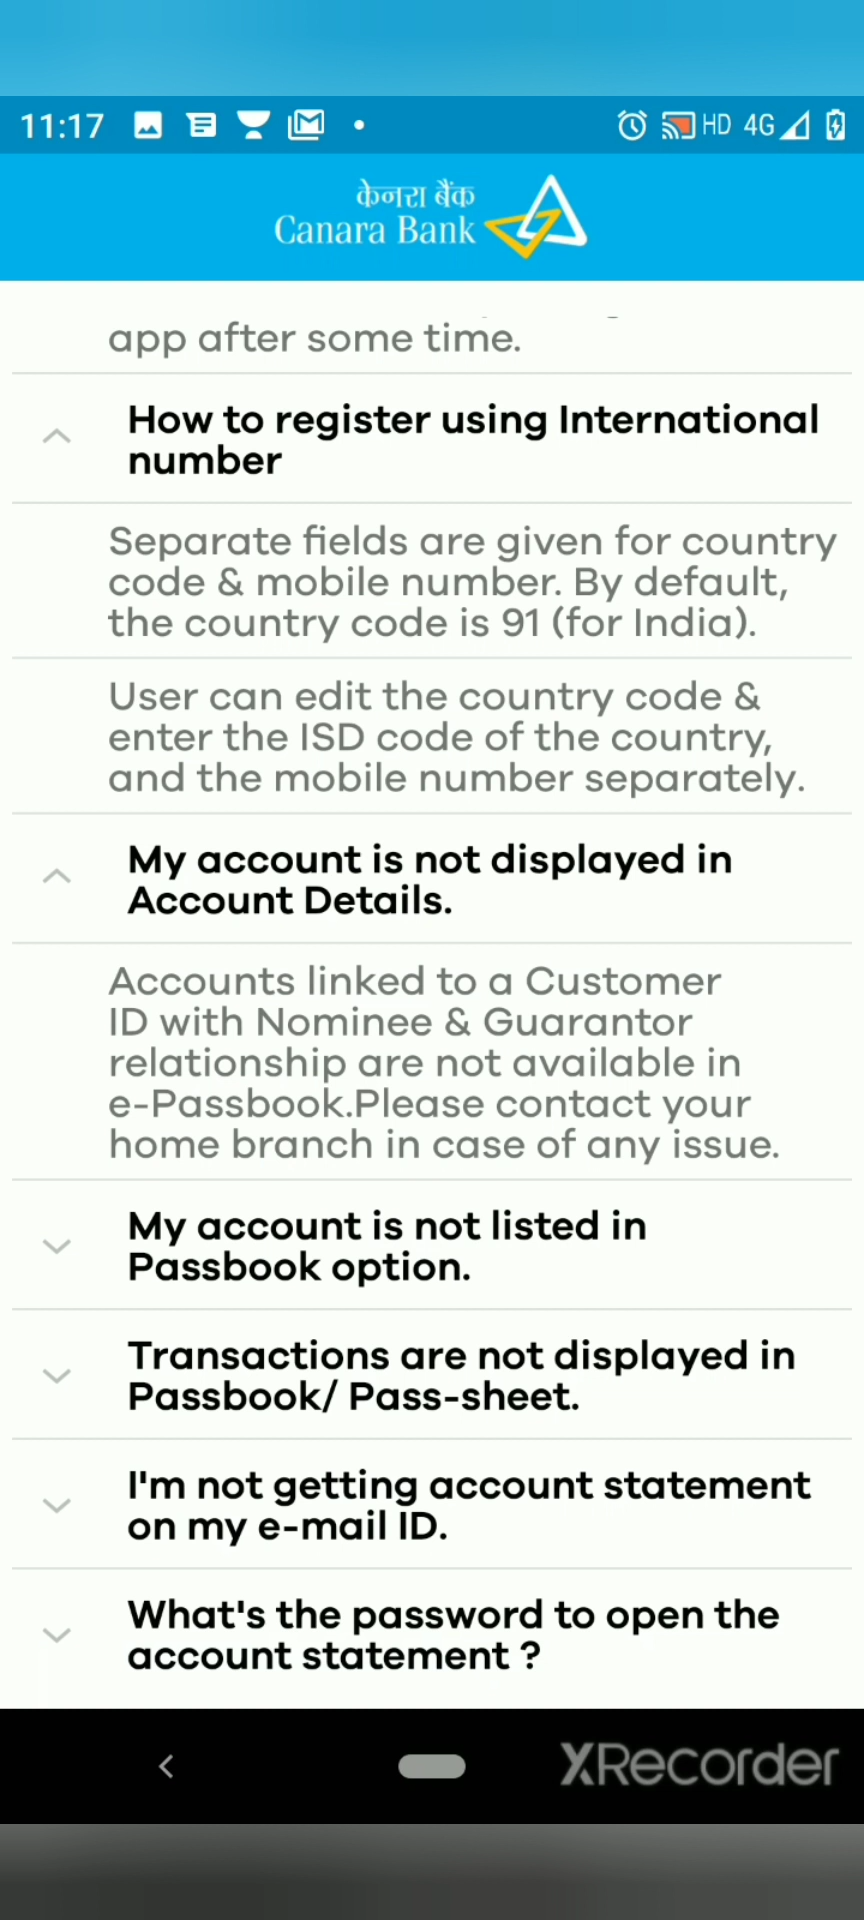 11:17
HD 4G
केनरा बैंक
Canara Bank
app after some time.
How to register using International
number
Separate fields are given for country
code & mobile number. By default,
the country code is 91 (for India).
User can edit the country code &
enter the ISD code of the country,
and the mobile number separately.
My account is not displayed in
Account Details.
Accounts linked to a Customer
ID with Nominee & Guarantor
relationship are not available in
e-Passbook.Please contact your
home branch in case of any issue.
My account is not listed in
Passbook option.
Transactions are not displayed in
Passbook/ Pass-sheet.
I'm not getting account statement
on my e-mail ID.
What's the password to open the
account statement ?
XRecorder